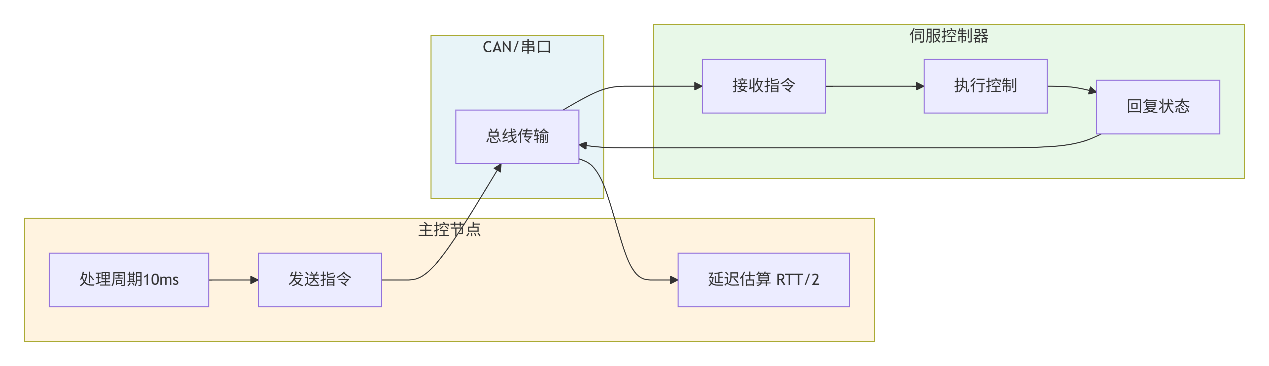 CAN/串口
总线传输
伺服控制器
接收指令
执行控制
回复状态
主控节点
处理周期10ms
发送指令
延迟估算 RTT/2